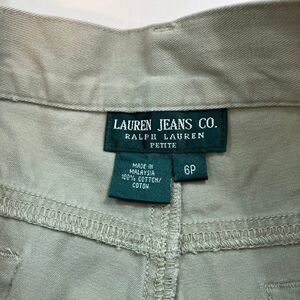 LAUREN JEANS CO.
RALPH LAUREN
PETITE
MADE IN
MALAYSIA
100% COTTON/
COTON
6P